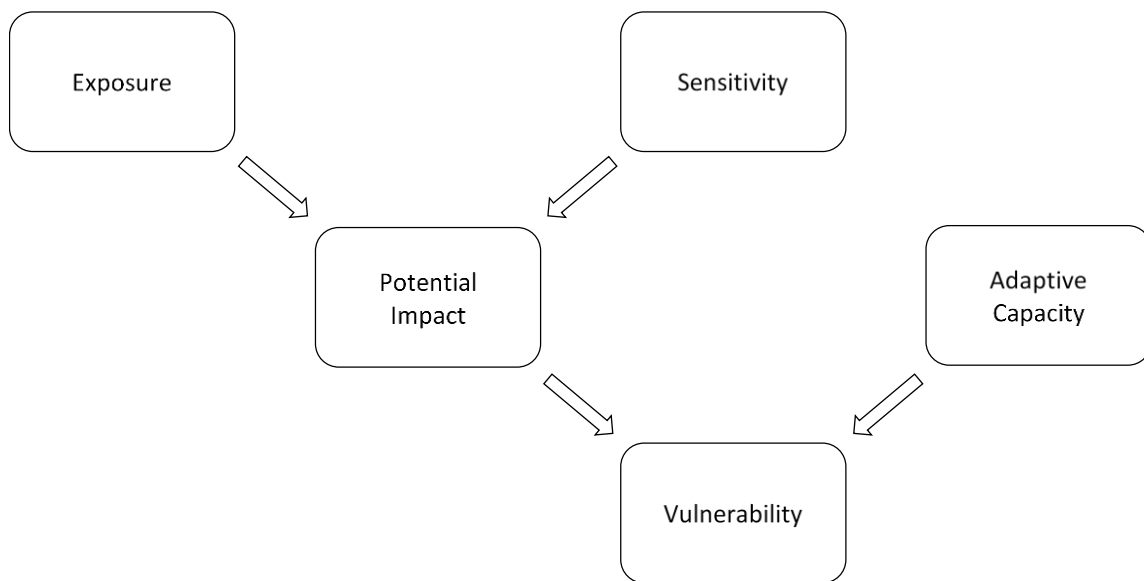 Exposure
Sensitivity
Potential
Impact
Adaptive
Capacity
Vulnerability